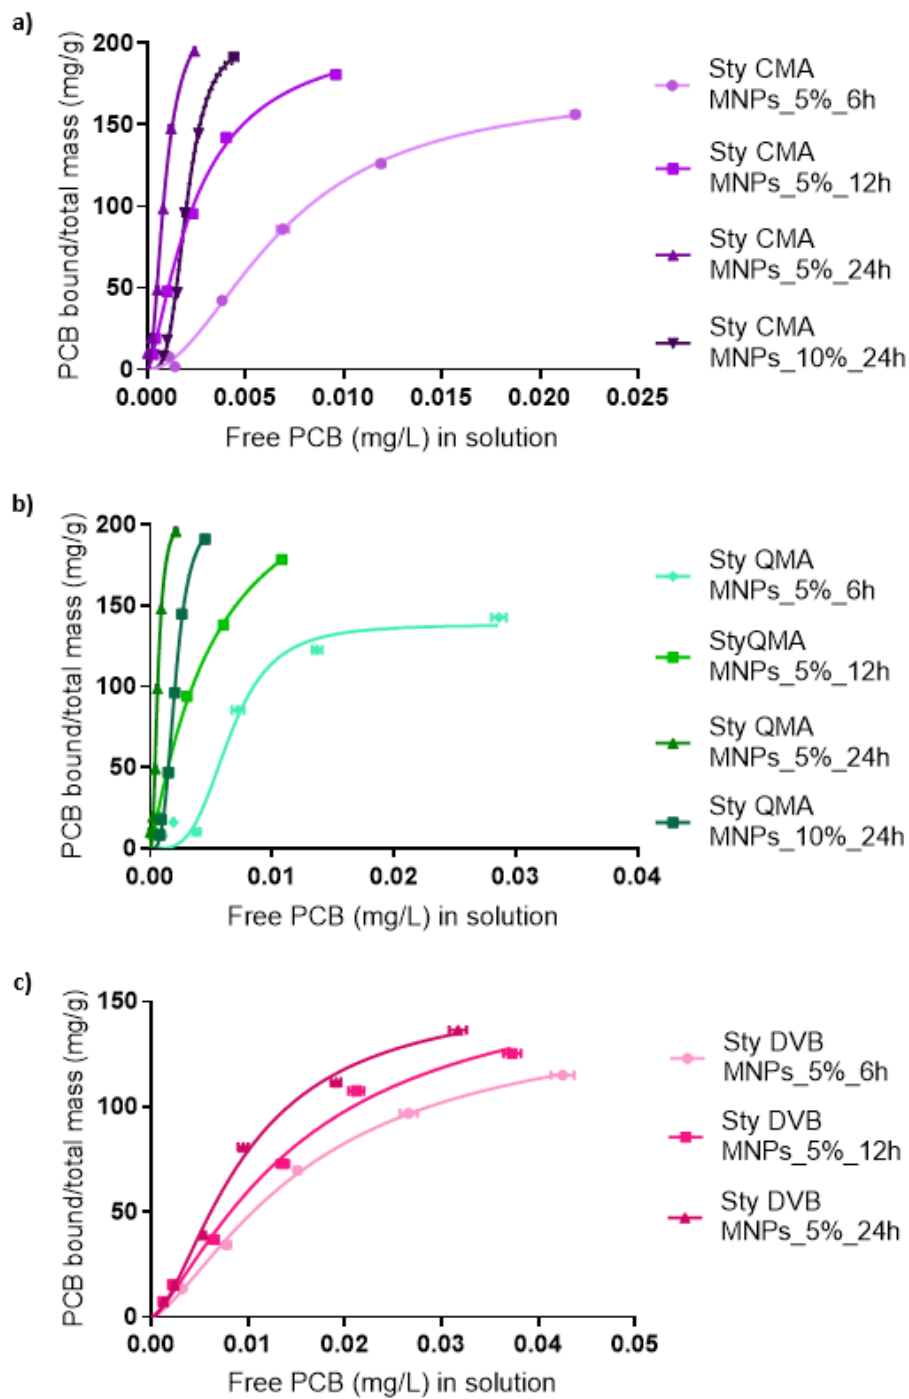 a)
PCB bound/total mass (mg/g)
200
150
100
50
0
0.000 0.005 0.010 0.015 0.020 0.025
Free PCB (mg/L) in solution
Sty CMA
MNPs_5%_6h
Sty CMA
MNPs_5%_12h
Sty CMA
MNPs_5%_24h
Sty CMA
MNPs_10%_24h
b)
PCB bound/total mass (mg/g)
200
150
100
50
0
0.00 0.01 0.02 0.03 0.04
Free PCB (mg/L) in solution
Sty QMA
MNPs_5%_6h
StyQMA
MNPs_5%_12h
Sty QMA
MNPs_5%_24h
Sty QMA
MNPs_10%_24h
c)
PCB bound/total mass (mg/g)
150
100
50
0
0.00 0.01 0.02 0.03 0.04 0.05
Free PCB (mg/L) in solution
Sty DVB
MNPs_5%_6h
Sty DVB
MNPs_5%_12h
Sty DVB
MNPs_5%_24h